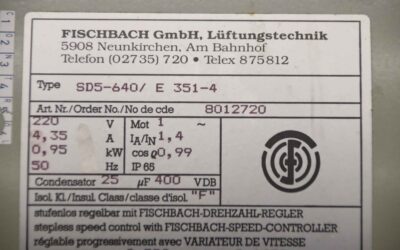 FISCHBACH GmbH, Lüftungstechnik
5908 Neunkirchen, Am Bahnhof
Telefon (02735) 720 • Telex 875812
Type SD5-640/ E 351-4
Art Nr./Order No./No de cde 8012720
220 V Mot 1 ~
4,35 A IA/IN 1,4
0,95 kW cos ϱ 0,99
50 Hz IP 65
Condensator 25 µF 400 VDB
Isol. Kl./Insul. Class/classe d'isol. "F"
stufenlos regelbar mit FISCHBACH-DREHZAHL-REGLER
stepless speed control with FISCHBACH-SPEED-CONTROLLER
réglable progressivement avec VARIATEUR DE VITESSE